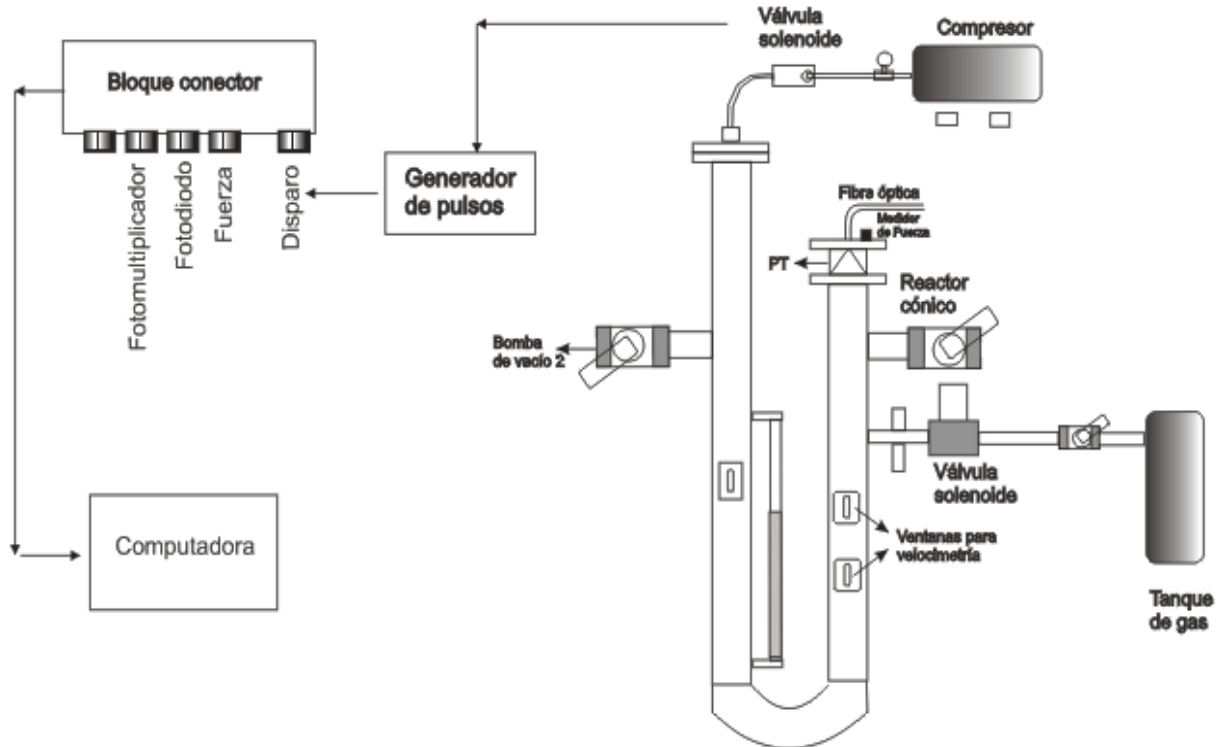 Válvula
solenoide
Compresor
Bloque conector
Fotomultiplicador
Fotodiodo
Fuerza
Disparo
Generador
de pulsos
Fibra óptica
Medidor
de Fuerza
PT
Reactor
cónico
Bomba
de vacío 2
Válvula
solenoide
Computadora
Ventanas para
velocimetría
Tanque
de gas